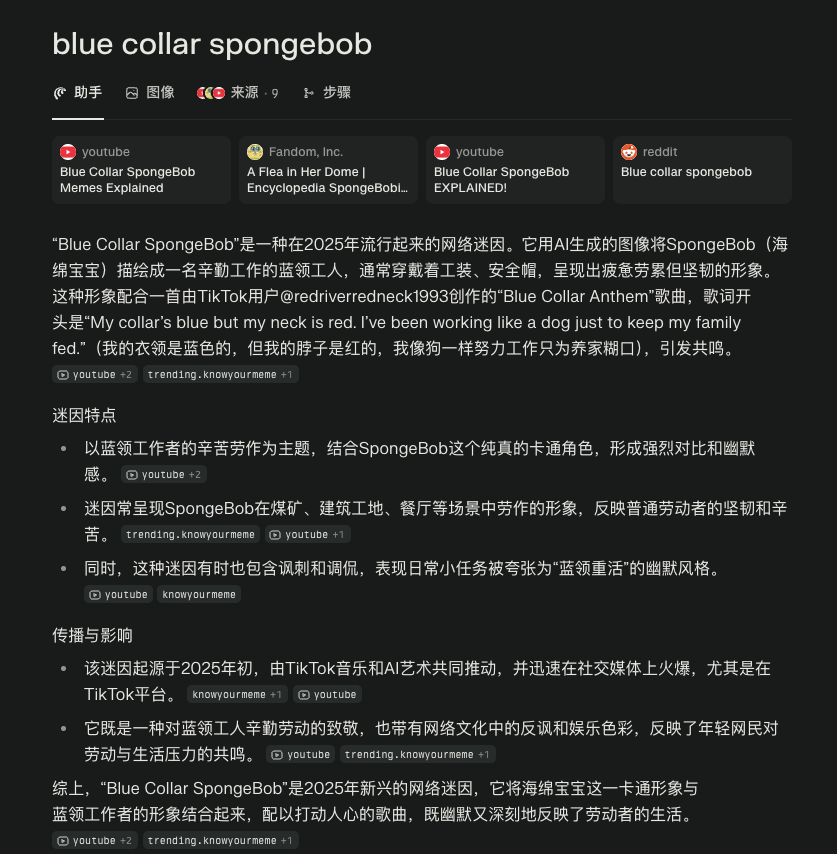 blue collar spongebob
助手 图像 来源 · 9 步骤
youtube
Blue Collar SpongeBob
Memes Explained
Fandom, Inc.
A Flea in Her Dome |
Encyclopedia SpongeBobi...
youtube
Blue Collar SpongeBob
EXPLAINED!
reddit
Blue collar spongebob
“Blue Collar SpongeBob”是一种在2025年流行起来的网络迷因。它用AI生成的图像将SpongeBob（海
绵宝宝）描绘成一名辛勤工作的蓝领工人，通常穿戴着工装、安全帽，呈现出疲惫劳累但坚韧的形象。
这种形象配合一首由TikTok用户@redriverredneck1993创作的“Blue Collar Anthem”歌曲，歌词开
头是“My collar’s blue but my neck is red. I’ve been working like a dog just to keep my family
fed.”（我的衣领是蓝色的，但我的脖子是红的，我像狗一样努力工作只为养家糊口），引发共鸣。
youtube +2 trending.knowyourmeme +1
迷因特点
• 以蓝领工作者的辛苦劳作为主题，结合SpongeBob这个纯真的卡通角色，形成强烈对比和幽默
感。 youtube +2
• 迷因常呈现SpongeBob在煤矿、建筑工地、餐厅等场景中劳作的形象，反映普通劳动者的坚韧和辛
苦。 trending.knowyourmeme youtube +1
• 同时，这种迷因有时也包含讽刺和调侃，表现日常小任务被夸张为“蓝领重活”的幽默风格。
youtube knowyourmeme
传播与影响
• 该迷因起源于2025年初，由TikTok音乐和AI艺术共同推动，并迅速在社交媒体上火爆，尤其是在
TikTok平台。 knowyourmeme +1 youtube
• 它既是一种对蓝领工人辛勤劳动的致敬，也带有网络文化中的反讽和娱乐色彩，反映了年轻网民对
劳动与生活压力的共鸣。 youtube trending.knowyourmeme +1
综上，“Blue Collar SpongeBob”是2025年新兴的网络迷因，它将海绵宝宝这一卡通形象与
蓝领工作者的形象结合起来，配以打动人心的歌曲，既幽默又深刻地反映了劳动者的生活。
youtube +2 trending.knowyourmeme +1